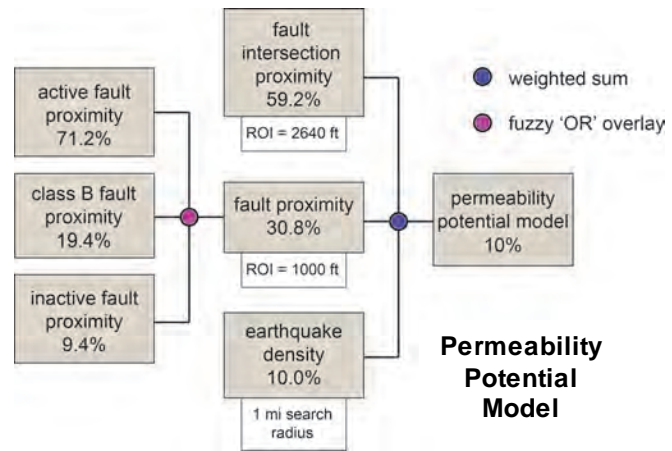 active fault
proximity
71.2%
class B fault
proximity
19.4%
inactive fault
proximity
9.4%
fault
intersection
proximity
59.2%
ROI = 2640 ft
fault proximity
30.8%
ROI = 1000 ft
earthquake
density
10.0%
1 mi search
radius
weighted sum
fuzzy 'OR' overlay
permeability
potential model
10%
Permeability
Potential
Model